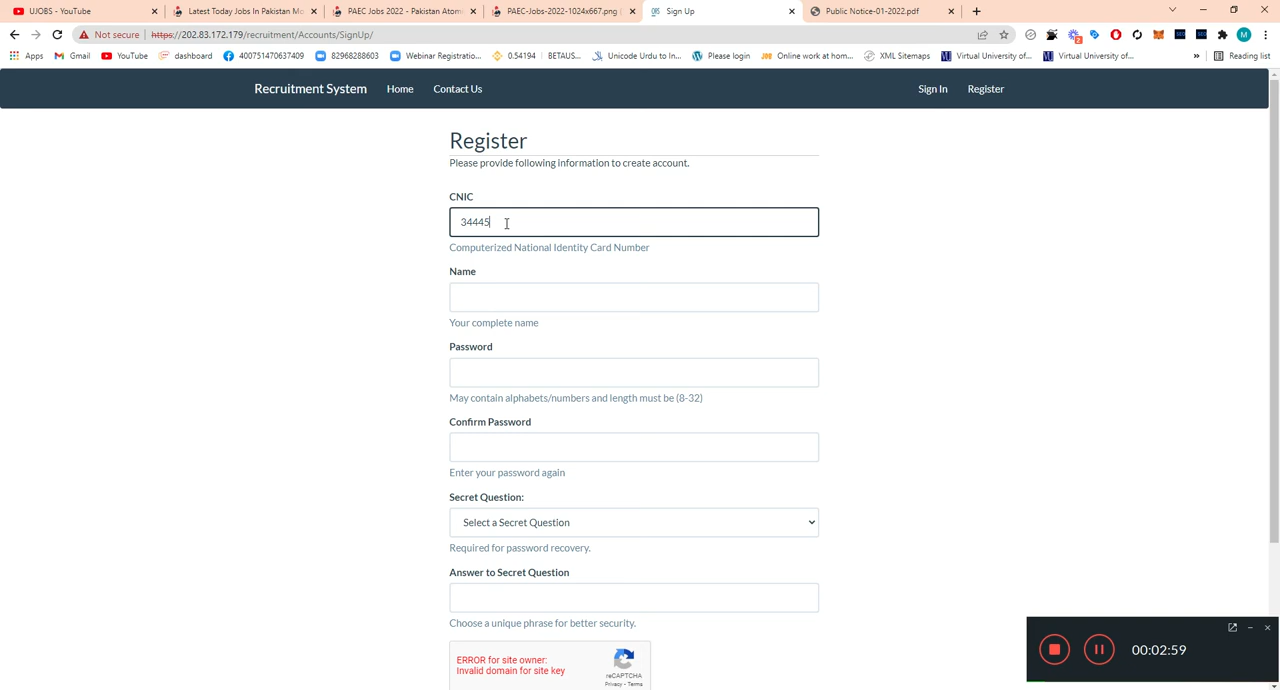 UJOBS - YouTube
Latest Today Jobs In Pakistan Mo
PAEC Jobs 2022 - Pakistan Atom
PAEC-Jobs-2022-1024x667.png (
Sign Up
Public Notice-01-2022.pdf
Not secure | https://202.83.172.179/recruitment/Accounts/SignUp/
2
M
Apps
Gmail
YouTube
dashboard
400751470637409
82968288603
Webinar Registratio...
0.54194 | BETAUS...
Unicode Urdu to In...
Please login
Online work at hom...
XML Sitemaps
Virtual University of...
Virtual University of...
»
Reading list
Recruitment System
Home
Contact Us
Sign In
Register
Register
Please provide following information to create account.
CNIC
34445
Computerized National Identity Card Number
Name
Your complete name
Password
May contain alphabets/numbers and length must be (8-32)
Confirm Password
Enter your password again
Secret Question:
Select a Secret Question
Required for password recovery.
Answer to Secret Question
Choose a unique phrase for better security.
ERROR for site owner:
Invalid domain for site key
reCAPTCHA
Privacy - Terms
00:02:59